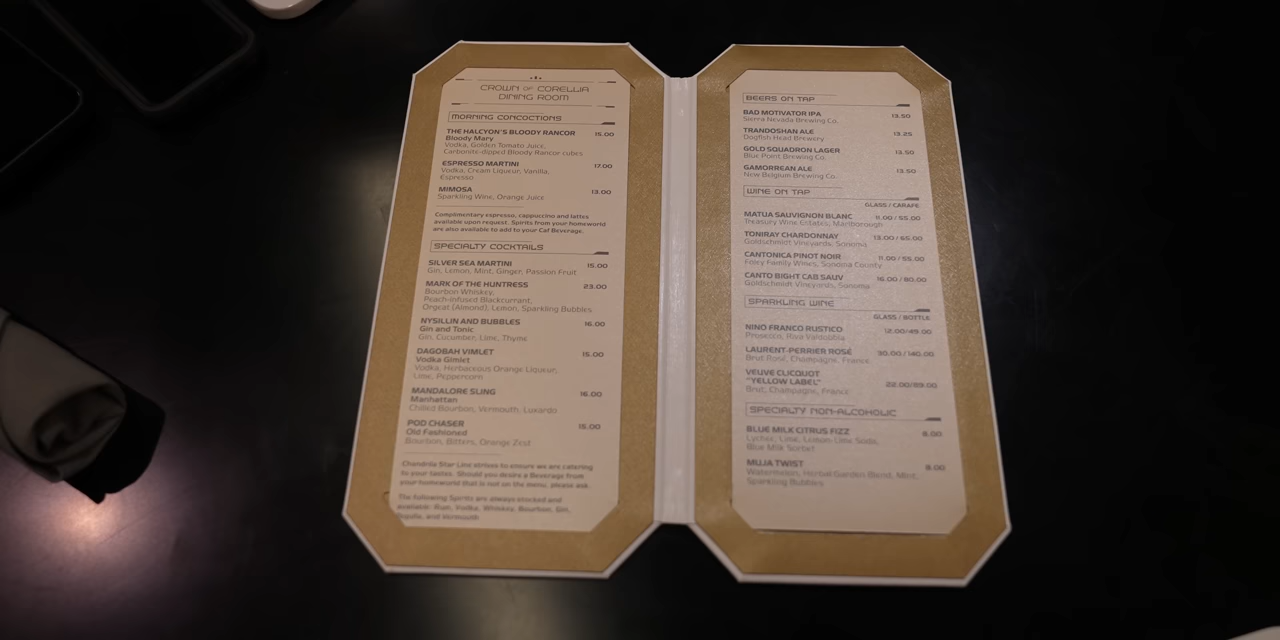 CROWN OF CORELLIA
DINING ROOM
MORNING CONCOCTIONS
THE HALCYON'S BLOODY RANCOR 15.00
Bloody Mary
Vodka, Golden Tomato Juice,
Carbonite-dipped Bloody Rancor cubes
ESPRESSO MARTINI 17.00
Vodka, Cream Liqueur, Vanilla,
Espresso
MIMOSA 13.00
Sparkling Wine, Orange Juice
Complimentary espresso, cappuccino and lattes
available upon request. Spirits from your homeworld
are also available to add to your Caf Beverage.
SPECIALTY COCKTAILS
SILVER SEA MARTINI 15.00
Gin, Lemon, Mint, Ginger, Passion Fruit
MARK OF THE HUNTRESS 23.00
Bourbon Whiskey,
Peach-infused Blackcurrant,
Orgeat (Almond), Lemon, Sparkling Bubbles
NYSILLIN AND BUBBLES 16.00
Gin and Tonic
Gin, Cucumber, Lime, Thyme
DAGOBAH VIMLET 15.00
Vodka Gimlet
Vodka, Herbaceous Orange Liqueur,
Lime, Peppercorn
MANDALORE SLING 16.00
Manhattan
Chilled Bourbon, Vermouth, Luxardo
POD CHASER 15.00
Old Fashioned
Bourbon, Bitters, Orange Zest
Chandrila Star Line strives to ensure we are catering
to your tastes. Should you desire a Beverage from
your homeworld that is not on the menu, please ask.
The following Spirits are always stocked and
available: Rum, Vodka, Whiskey, Bourbon, Gin,
Tequila, and Vermouth
BEERS ON TAP
BAD MOTIVATOR IPA 13.50
Sierra Nevada Brewing Co.
TRANDOSHAN ALE 13.25
Dogfish Head Brewery
GOLD SQUADRON LAGER 13.50
Blue Point Brewing Co.
GAMORREAN ALE 13.50
New Belgium Brewing Co.
WINE ON TAP
GLASS / CARAFE
MATUA SAUVIGNON BLANC 11.00 / 55.00
Treasury Wine Estates, Marlborough
TONIRAY CHARDONNAY 13.00 / 65.00
Goldschmidt Vineyards, Sonoma
CANTONICA PINOT NOIR 11.00 / 55.00
Foley Family Wines, Sonoma County
CANTO BIGHT CAB SAUV 16.00 / 80.00
Goldschmidt Vineyards, Sonoma
SPARKLING WINE
GLASS / BOTTLE
NINO FRANCO RUSTICO 12.00/49.00
Prosecco, Riva Valdobbia
LAURENT-PERRIER ROSÉ 30.00 / 140.00
Brut Rosé, Champagne, France
VEUVE CLICQUOT
"YELLOW LABEL" 22.00/89.00
Brut, Champagne, France
SPECIALTY NON-ALCOHOLIC
BLUE MILK CITRUS FIZZ 8.00
Lychee, Lime, Lemon-Lime Soda,
Blue Milk Sorbet
MUJA TWIST 8.00
Watermelon, Herbal Garden Blend, Mint,
Sparkling Bubbles